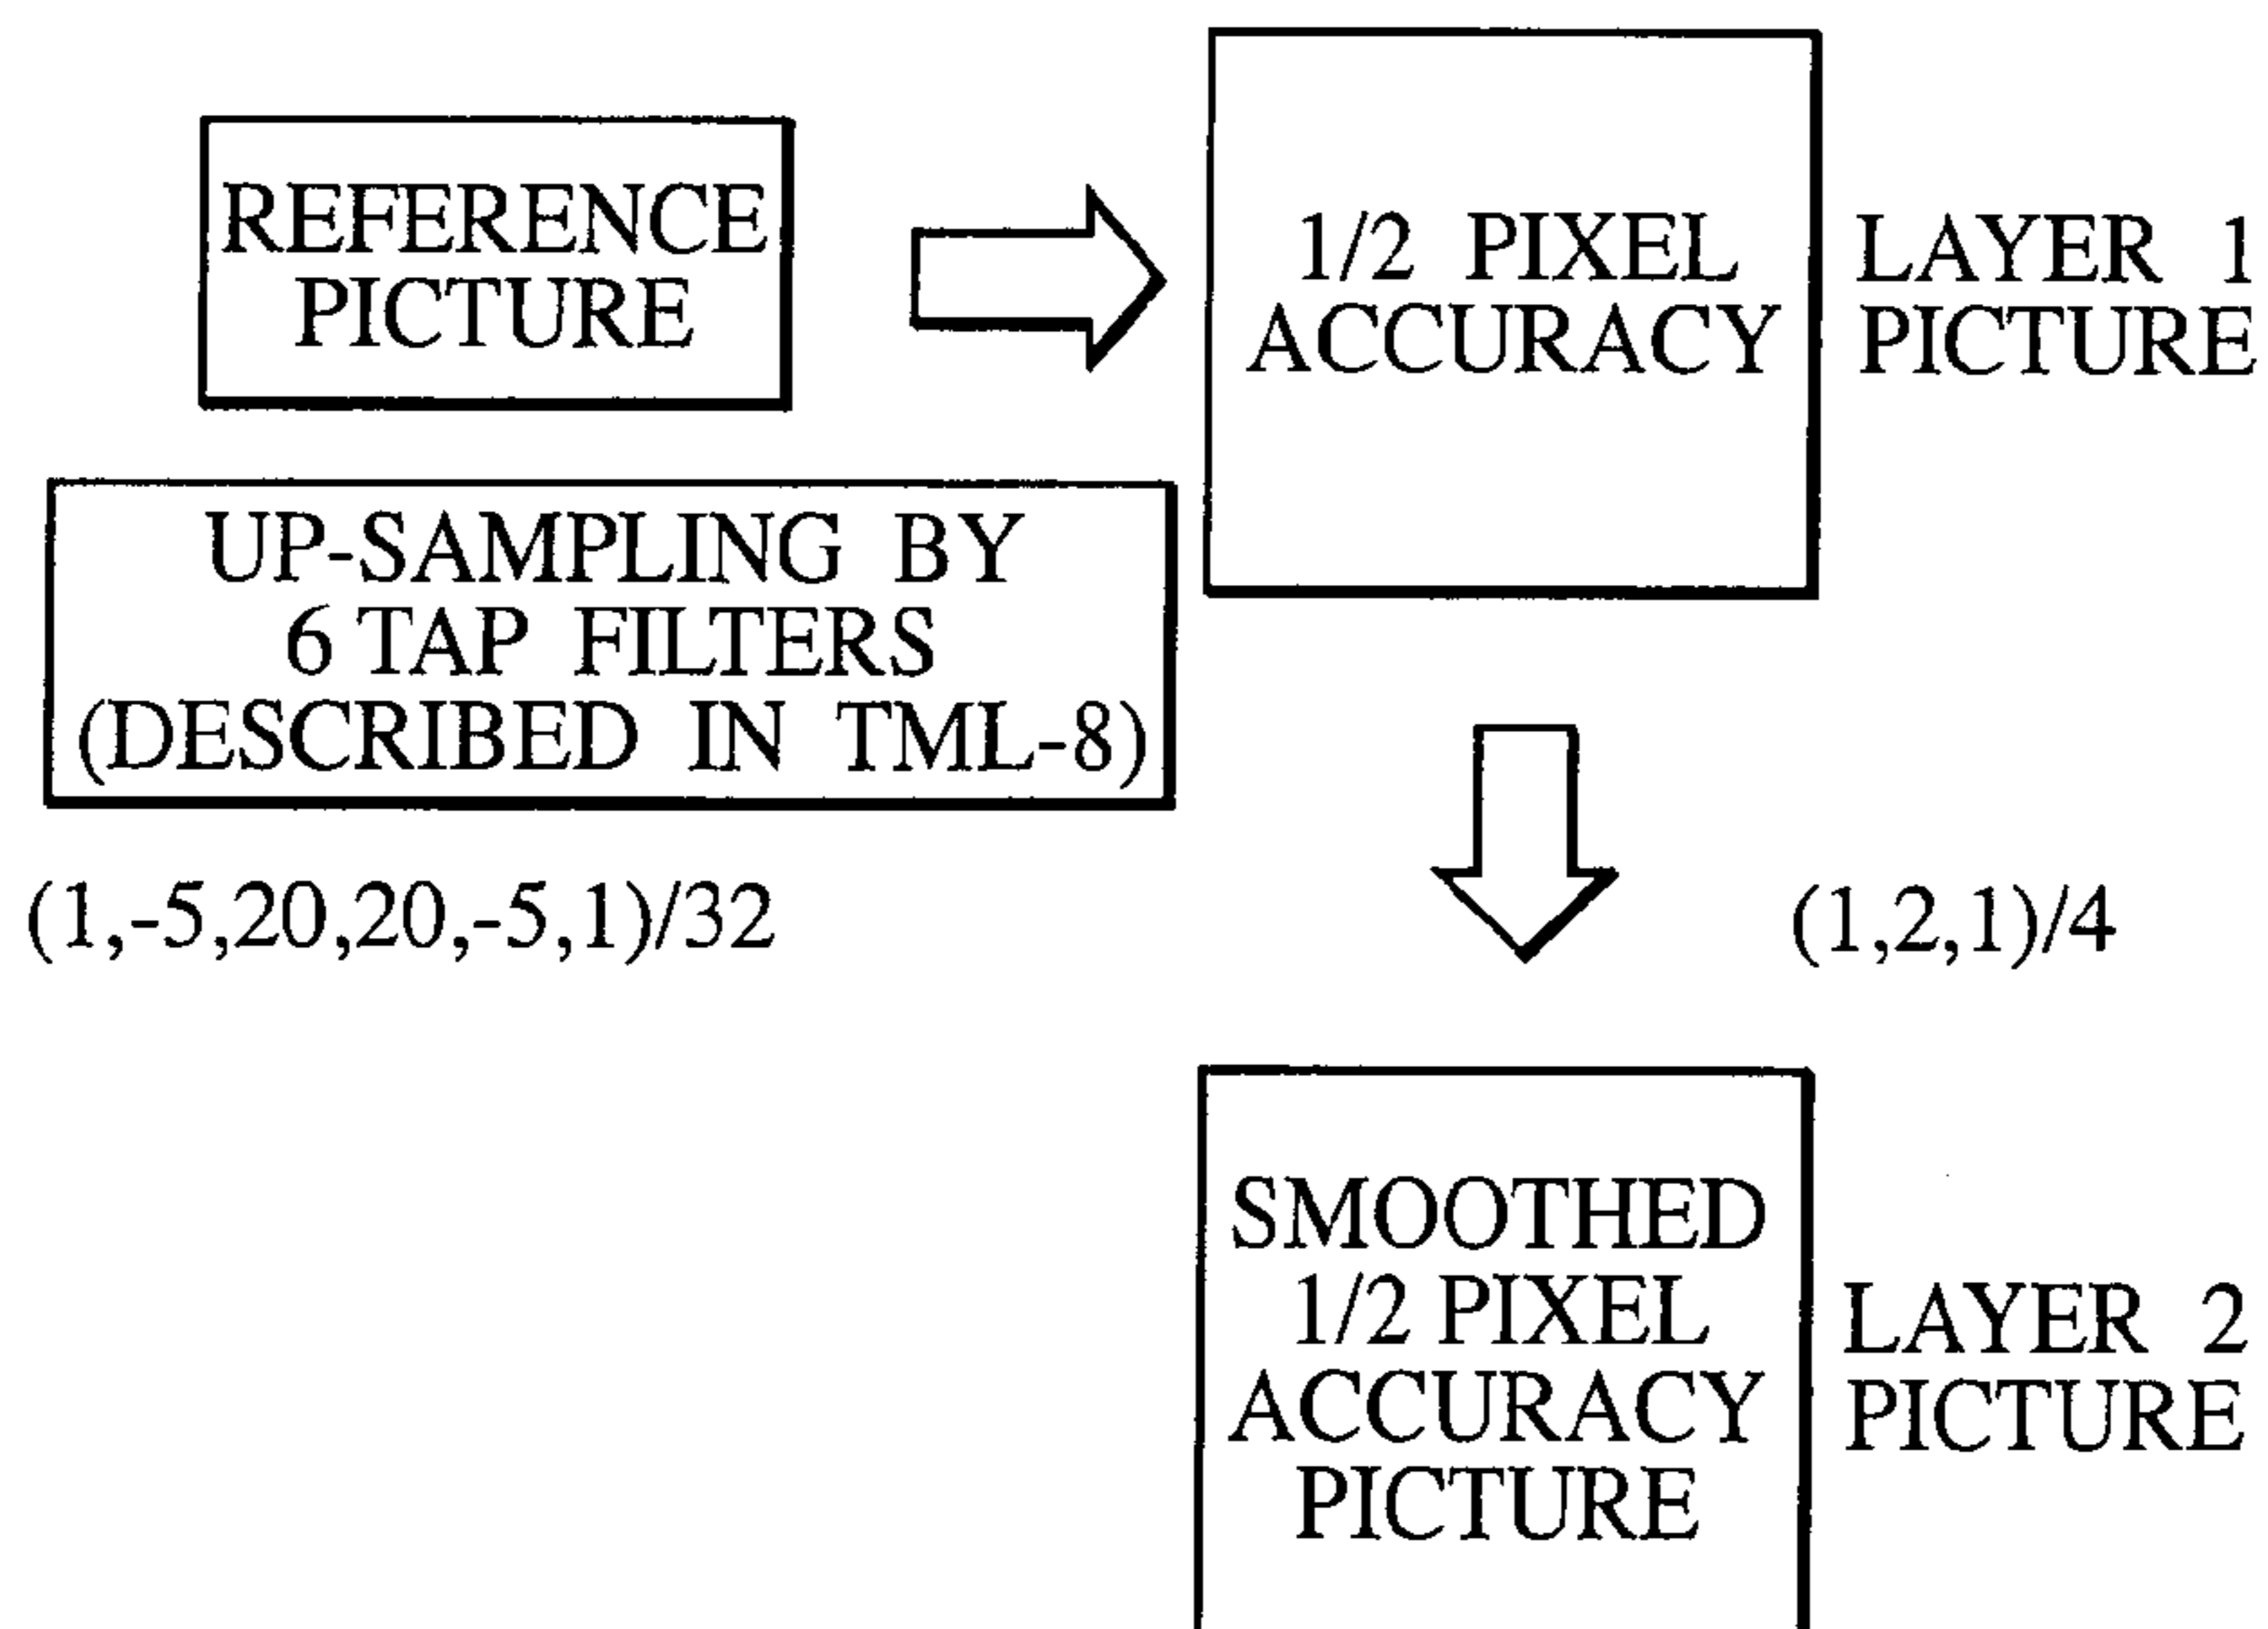 REFERENCE
PICTURE
1/2 PIXEL
ACCURACY
LAYER 1
PICTURE
UP-SAMPLING BY
6 TAP FILTERS
(DESCRIBED IN TML-8)
(1,-5,20,20,-5,1)/32
(1,2,1)/4
SMOOTHED
1/2 PIXEL
ACCURACY
PICTURE
LAYER 2
PICTURE